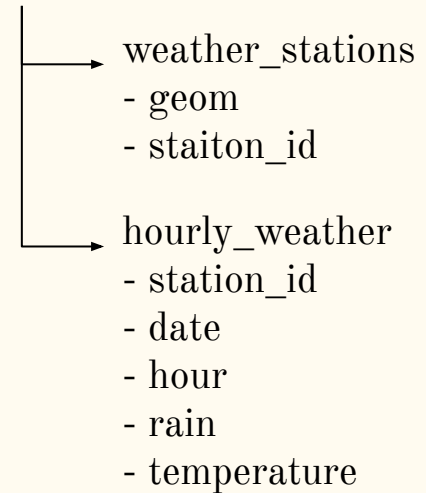 weather_stations
- geom
- staiton_id
hourly_weather
- station_id
- date
- hour
- rain
- temperature